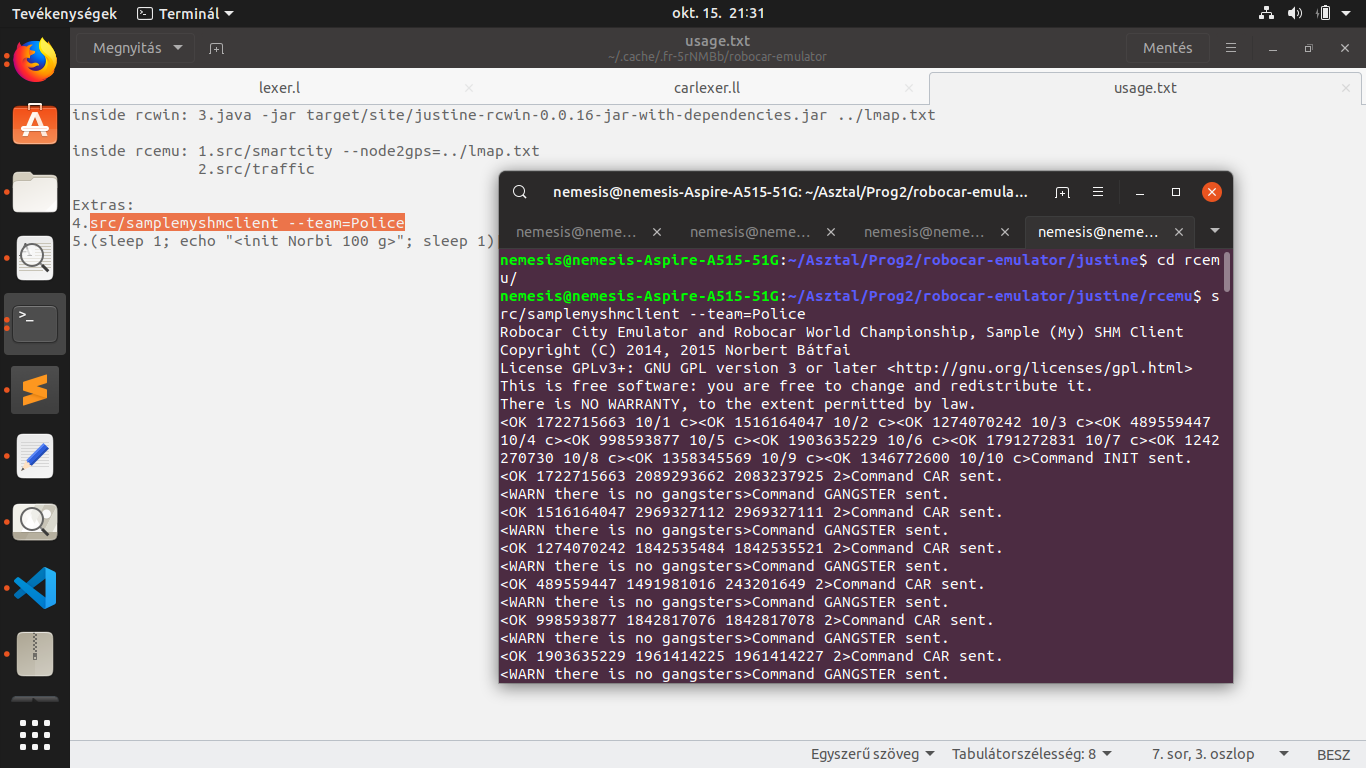 Tevékenységek
Terminál
okt. 15. 21:31
Megnyitás
usage.txt
~/.cache/.fr-5rNMBb/robocar-emulator
Mentés
lexer.l
carlexer.ll
usage.txt
inside rcwin: 3.java -jar target/site/justine-rcwin-0.0.16-jar-with-dependencies.jar ../lmap.txt
inside rcemu: 1.src/smartcity --node2gps=../lmap.txt
2.src/traffic
Extras:
4.src/samplemyshmclient --team=Police
5.(sleep 1; echo "<init Norbi 100 g>"; sleep 1)
nemesis@nemesis-Aspire-A515-51G: ~/Asztal/Prog2/robocar-emula...
nemesis@neme...
nemesis@neme...
nemesis@neme...
nemesis@neme...
nemesis@nemesis-Aspire-A515-51G:~/Asztal/Prog2/robocar-emulator/justine$ cd rcem
u/
nemesis@nemesis-Aspire-A515-51G:~/Asztal/Prog2/robocar-emulator/justine/rcemu$ s
rc/samplemyshmclient --team=Police
Robocar City Emulator and Robocar World Championship, Sample (My) SHM Client
Copyright (C) 2014, 2015 Norbert Bátfai
License GPLv3+: GNU GPL version 3 or later <http://gnu.org/licenses/gpl.html>
This is free software: you are free to change and redistribute it.
There is NO WARRANTY, to the extent permitted by law.
<OK 1722715663 10/1 c><OK 1516164047 10/2 c><OK 1274070242 10/3 c><OK 489559447
10/4 c><OK 998593877 10/5 c><OK 1903635229 10/6 c><OK 1791272831 10/7 c><OK 1242
270730 10/8 c><OK 1358345569 10/9 c><OK 1346772600 10/10 c>Command INIT sent.
<OK 1722715663 2089293662 2083237925 2>Command CAR sent.
<WARN there is no gangsters>Command GANGSTER sent.
<OK 1516164047 2969327112 2969327111 2>Command CAR sent.
<WARN there is no gangsters>Command GANGSTER sent.
<OK 1274070242 1842535484 1842535521 2>Command CAR sent.
<WARN there is no gangsters>Command GANGSTER sent.
<OK 489559447 1491981016 243201649 2>Command CAR sent.
<WARN there is no gangsters>Command GANGSTER sent.
<OK 998593877 1842817076 1842817078 2>Command CAR sent.
<WARN there is no gangsters>Command GANGSTER sent.
<OK 1903635229 1961414225 1961414227 2>Command CAR sent.
<WARN there is no gangsters>Command GANGSTER sent.
Egyszerű szöveg
Tabulátorszélesség: 8
7. sor, 3. oszlop
BESZ